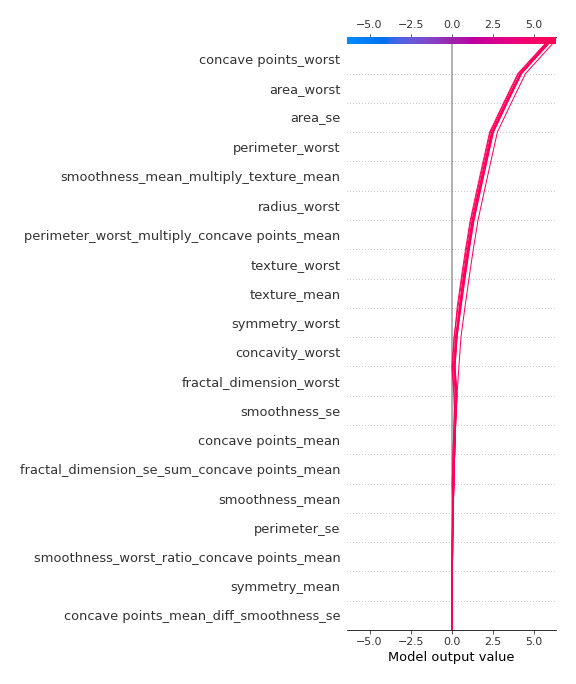 −5.0 −2.5 0.0 2.5 5.0
concave points_worst
area_worst
area_se
perimeter_worst
smoothness_mean_multiply_texture_mean
radius_worst
perimeter_worst_multiply_concave points_mean
texture_worst
texture_mean
symmetry_worst
concavity_worst
fractal_dimension_worst
smoothness_se
concave points_mean
fractal_dimension_se_sum_concave points_mean
smoothness_mean
perimeter_se
smoothness_worst_ratio_concave points_mean
symmetry_mean
concave points_mean_diff_smoothness_se
−5.0 −2.5 0.0 2.5 5.0
Model output value